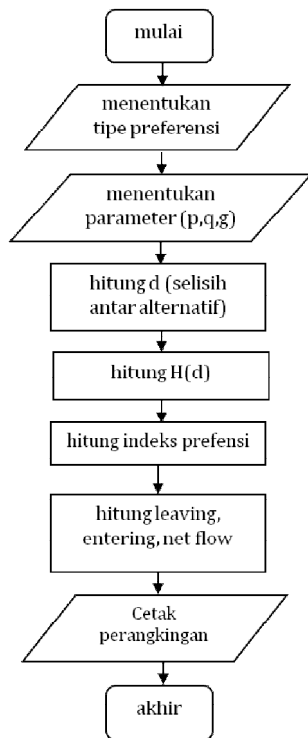 mulai
menentukan
tipe preferensi
menentukan
parameter (p,q,g)
hitung d (selisih
antar alternatif)
hitung H(d)
hitung indeks prefensi
hitung leaving,
entering, net flow
Cetak
perangkingan
akhir